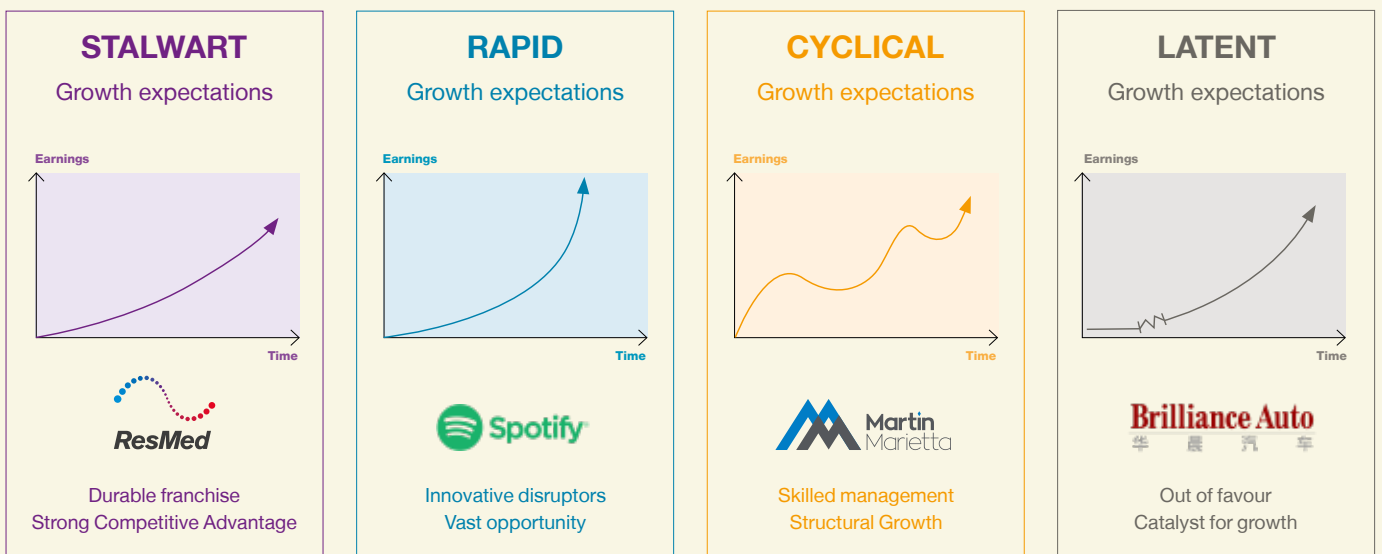 STALWART
Growth expectations
Earnings
Time
ResMed
Durable franchise
Strong Competitive Advantage
RAPID
Growth expectations
Earnings
Time
Spotify
Innovative disruptors
Vast opportunity
CYCLICAL
Growth expectations
Earnings
Time
Martin
Marietta
Skilled management
Structural Growth
LATENT
Growth expectations
Earnings
Time
Brilliance Auto
华晨汽车
Out of favour
Catalyst for growth